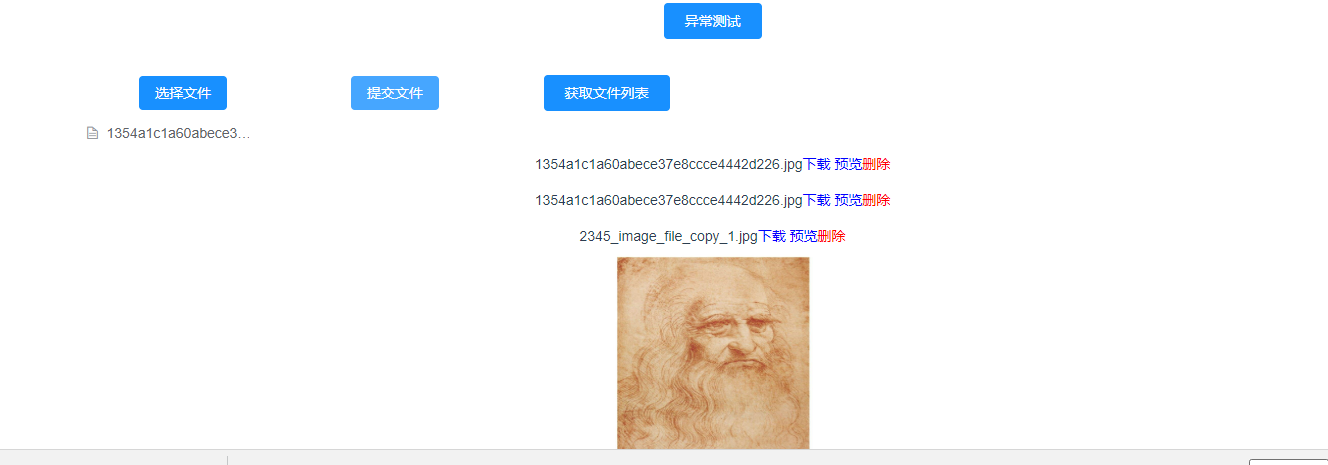 异常测试
选择文件 提交文件 获取文件列表
1354a1c1a60abece3...
1354a1c1a60abece37e8ccce4442d226.jpg下载 预览删除
1354a1c1a60abece37e8ccce4442d226.jpg下载 预览删除
2345_image_file_copy_1.jpg下载 预览删除